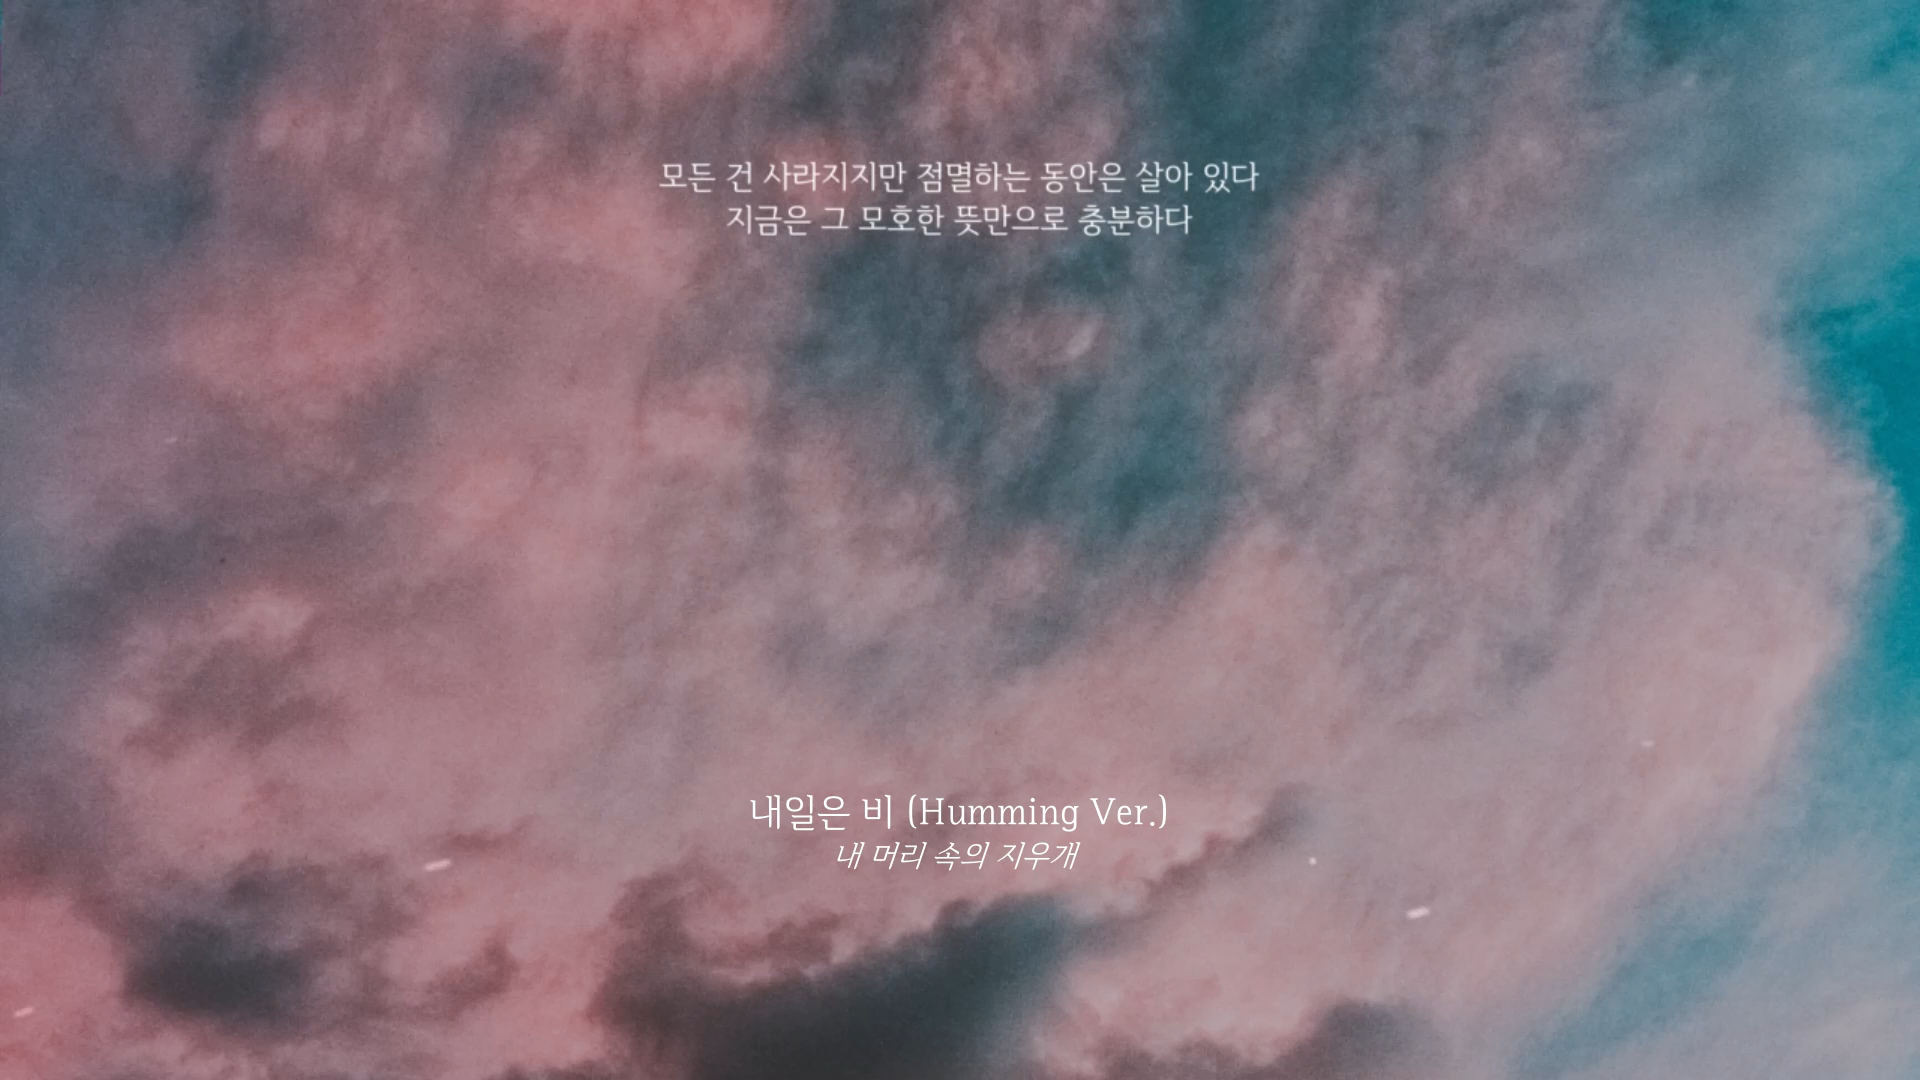 모든 건 사라지지만 점멸하는 동안은 살아 있다
지금은 그 모호한 뜻만으로 충분하다
내일은 비 (Humming Ver.)
내 머리 속의 지우개